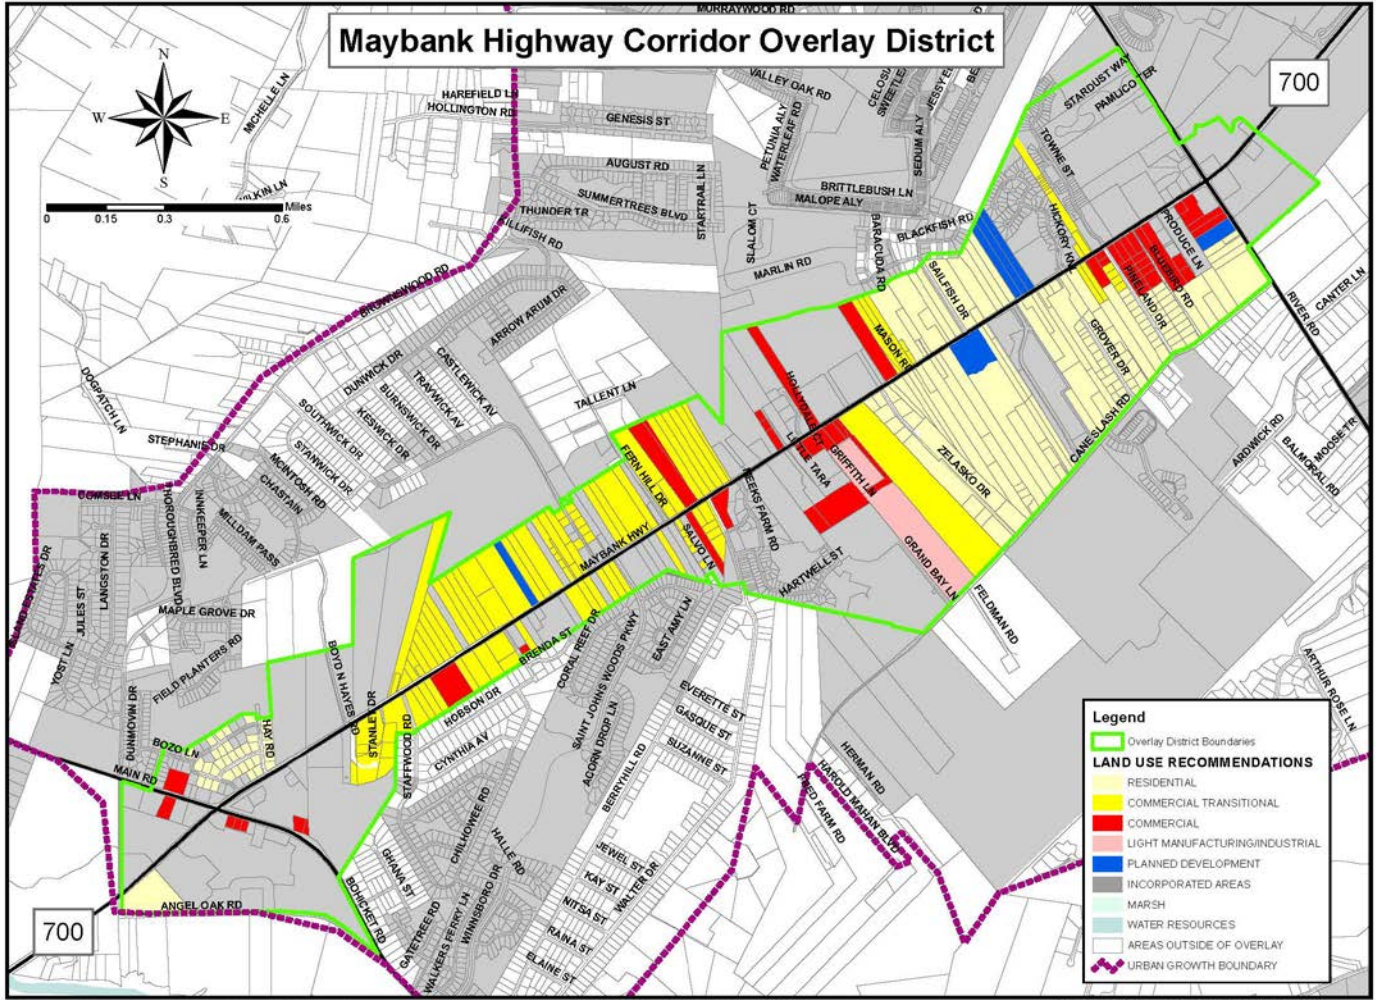 MURRAYWOOD RD
Maybank Highway Corridor Overlay District
700
N
W
E
S
Miles
0
0.15
0.3
0.6
MICHELLE LN
HAREFIELD LN
HOLLINGTON RD
GENESIS ST
VALLEY OAK RD
PETUNIA ALY
WATERLEAF RD
SEDUM ALY
STARDUST WAY
PAMLICO TER
TOWNE ST
AUGUST RD
SUMMERTREES BLVD
STARTRAIL LN
THUNDER TR
KILLIFISH RD
BRITTLEBUSH LN
MALOPE ALY
SLALOM CT
MARLIN RD
BARACUDA RD
BLACKFISH RD
SAILFISH DR
HICKORY KN
PRODUCE LN
BLUEBIRD RD
PINELAND DR
GROVER DR
RIVER RD
CANTER LN
BROWNSWOOD RD
ARROW ARUM DR
DUNWICK DR
CASTLEWICK AV
TRAYWICK AV
BURNSWICK DR
KESWICK DR
SOUTHWICK DR
STANWICK DR
TALLENT LN
MASON RD
HOLLYDALE CT
LITTLE TARA
GRIFFITH LN
ZELASKO DR
CANE SLASH RD
ARDWICK RD
BALMORAL RD
MOOSE TR
DOGPATCH LN
STEPHANIE DR
MCINTOSH RD
CHASTAIN
MILLDAM PASS
INNKEEPER LN
THOROUGHBRED BLVD
COMSEE LN
LANGSTON DR
JULES ST
YOST LN
MAPLE GROVE DR
FIELD PLANTERS RD
DUNMOVIN DR
FERN HILL DR
SALVO LN
MAYBANK HWY
HARTWELL ST
GRAND BAY LN
FELDMAN RD
BRENDA ST
CORAL REEF DR
SAINT JOHNS WOODS PKWY
EAST AMY LN
ACORN DROP LN
BERRYHILL RD
EVERETTE ST
GASQUE ST
SUZANNE ST
HOBSON DR
CYNTHIA AV
STAFFWOOD RD
STANLEY DR
BOYD N HAYES RD
HAY RD
BOZO LN
MAIN RD
ANGEL OAK RD
BOHICKET RD
GHANA ST
CHILHOWEE RD
HALLE RD
WINNSBORO DR
WALKERS FERRY LN
GATETREE RD
JEWEL ST
KAY ST
NITSA ST
RAINA ST
ELAINE ST
WALTER DR
HERMAN RD
HAROLD MAHAN BLVD
ARTHUR ROSE LN
700
Legend
Overlay District Boundaries
LAND USE RECOMMENDATIONS
RESIDENTIAL
COMMERCIAL TRANSITIONAL
COMMERCIAL
LIGHT MANUFACTURING/INDUSTRIAL
PLANNED DEVELOPMENT
INCORPORATED AREAS
MARSH
WATER RESOURCES
AREAS OUTSIDE OF OVERLAY
URBAN GROWTH BOUNDARY